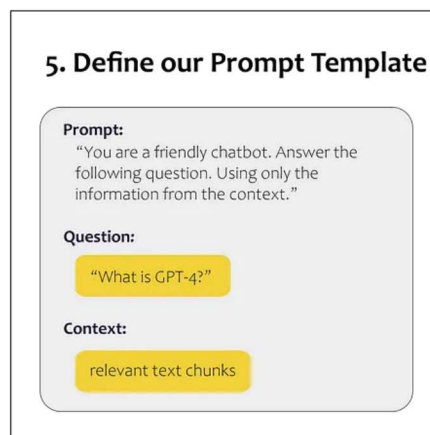 5. Define our Prompt Template
Prompt:
“You are a friendly chatbot. Answer the
following question. Using only the
information from the context.”
Question:
“What is GPT-4?”
Context:
relevant text chunks